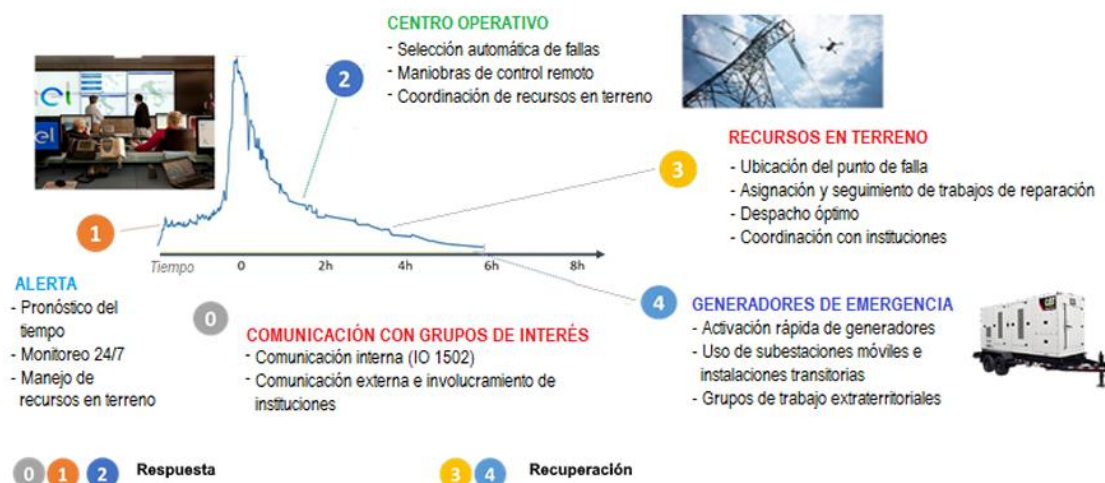 CENTRO OPERATIVO
- Selección automática de fallas
- Maniobras de control remoto
- Coordinación de recursos en terreno
nel
el
2
RECURSOS EN TERRENO
3
- Ubicación del punto de falla
- Asignación y seguimiento de trabajos de reparación
- Despacho óptimo
- Coordinación con instituciones
1
Tiempo 0 2h 4h 6h 8h
ALERTA
- Pronóstico del
tiempo
- Monitoreo 24/7
- Manejo de
recursos en terreno
0
COMUNICACIÓN CON GRUPOS DE INTERÉS
- Comunicación interna (IO 1502)
- Comunicación externa e involucramiento de
instituciones
4
GENERADORES DE EMERGENCIA
- Activación rápida de generadores
- Uso de subestaciones móviles e
instalaciones transitorias
- Grupos de trabajo extraterritoriales
CAT
0 1 2 Respuesta
3 4 Recuperación